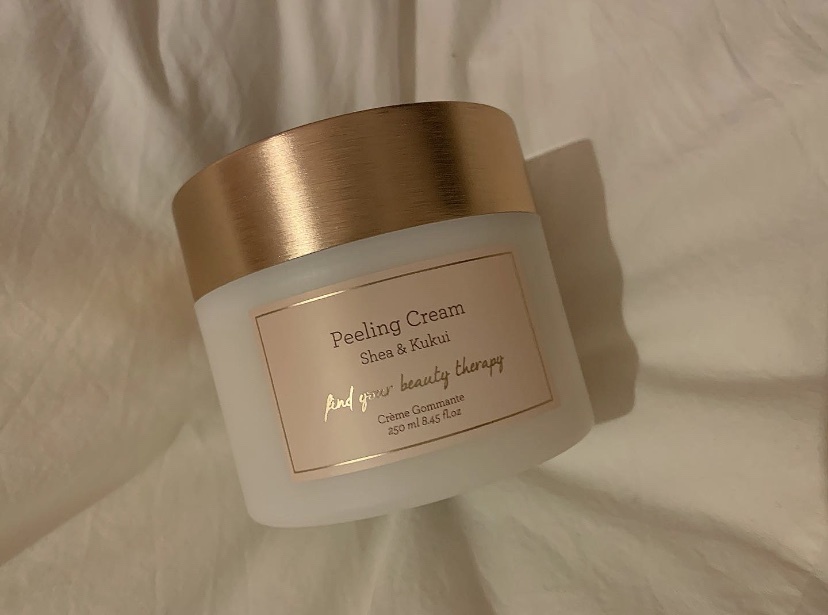 Peeling Cream
Shea & Kukui
find your beauty therapy
Crème Gommante
250 ml 8.45 fl.oz